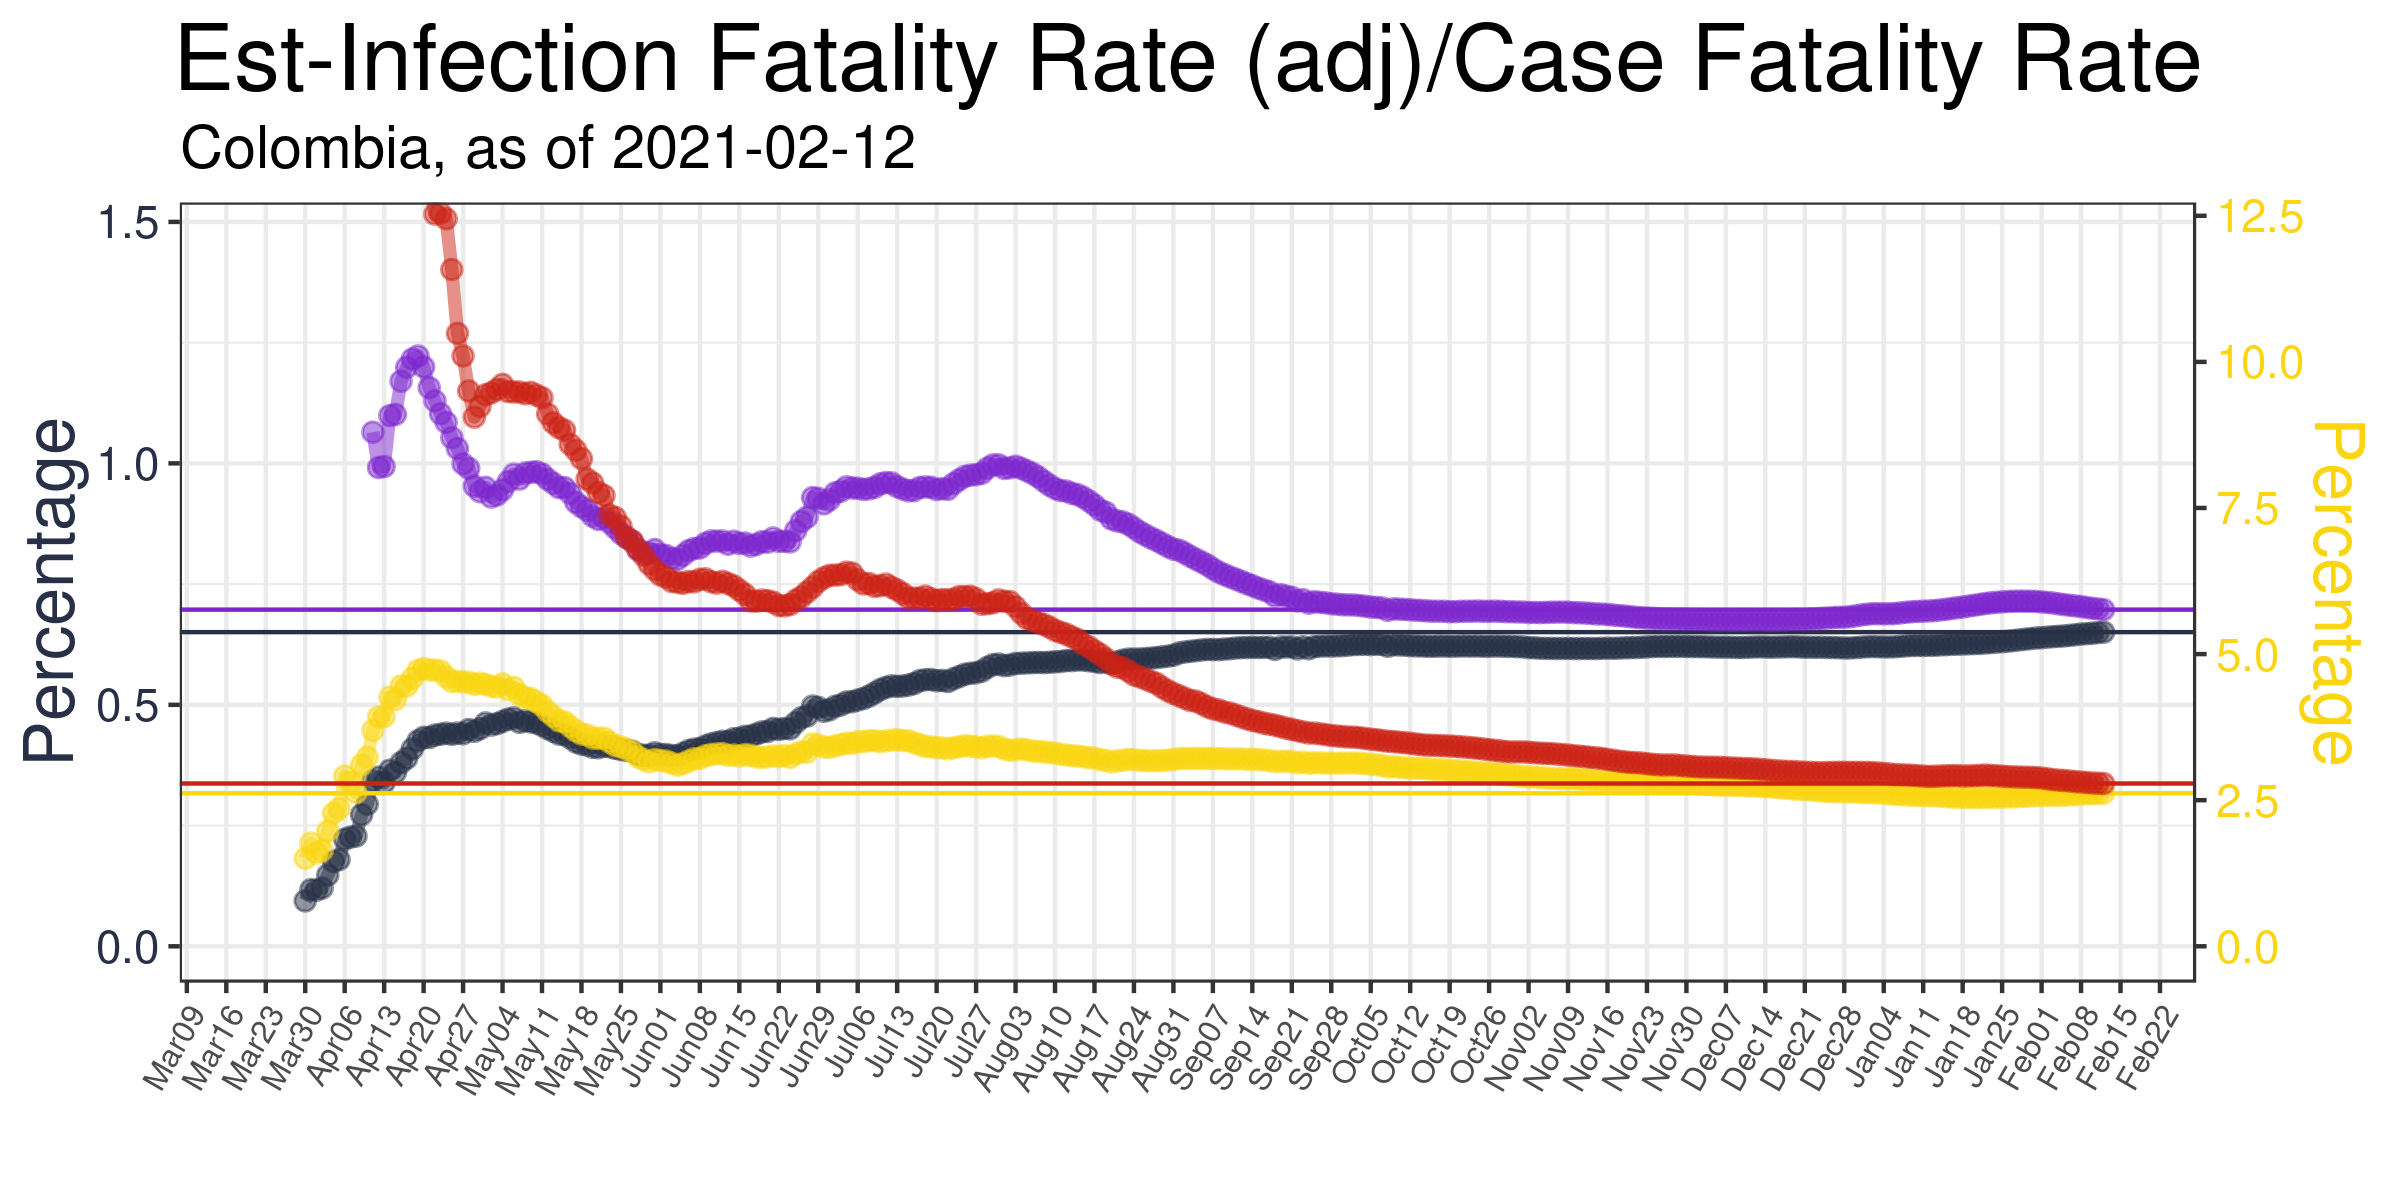 Est-Infection Fatality Rate (adj)/Case Fatality Rate
Colombia, as of 2021-02-12
Percentage
1.5
1.0
0.5
0.0
12.5
10.0
7.5
5.0
2.5
0.0
Percentage
Mar09
Mar16
Mar23
Mar30
Apr06
Apr13
Apr20
Apr27
May04
May11
May18
May25
Jun01
Jun08
Jun15
Jun22
Jun29
Jul06
Jul13
Jul20
Jul27
Aug03
Aug10
Aug17
Aug24
Aug31
Sep07
Sep14
Sep21
Sep28
Oct05
Oct12
Oct19
Oct26
Nov02
Nov09
Nov16
Nov23
Nov30
Dec07
Dec14
Dec21
Dec28
Jan04
Jan11
Jan18
Jan25
Feb01
Feb08
Feb15
Feb22